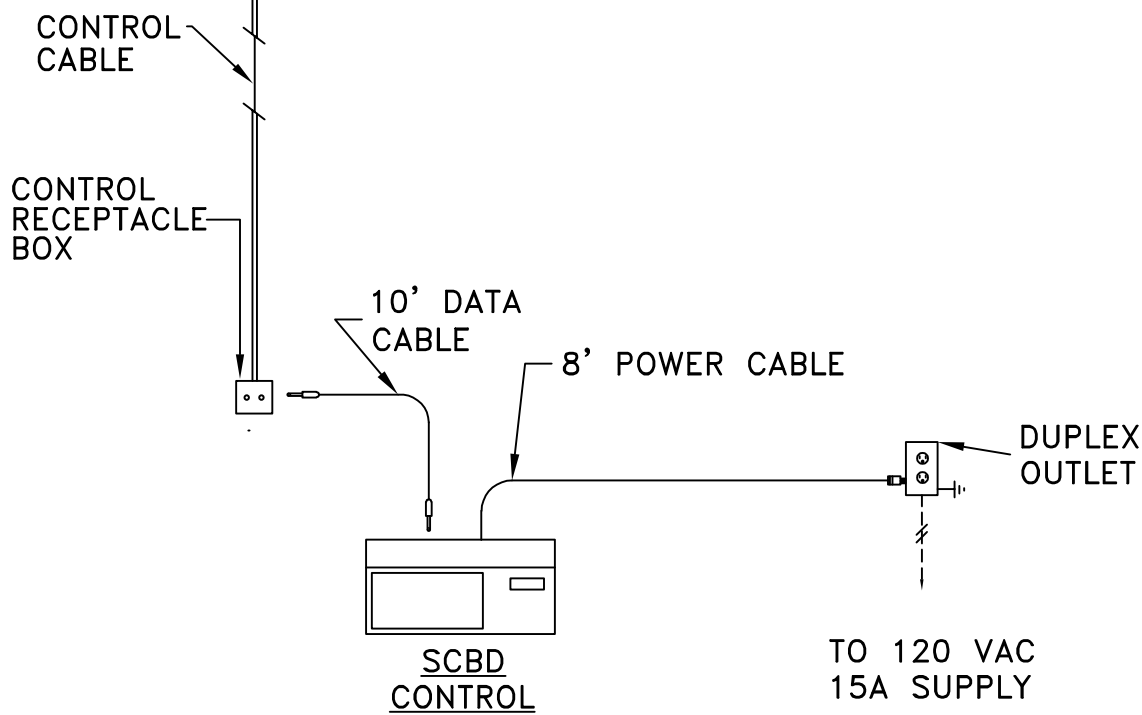 CONTROL
CABLE
CONTROL
RECEPTACLE
BOX
10' DATA
CABLE
8' POWER CABLE
DUPLEX
OUTLET
SCBD
CONTROL
TO 120 VAC
15A SUPPLY